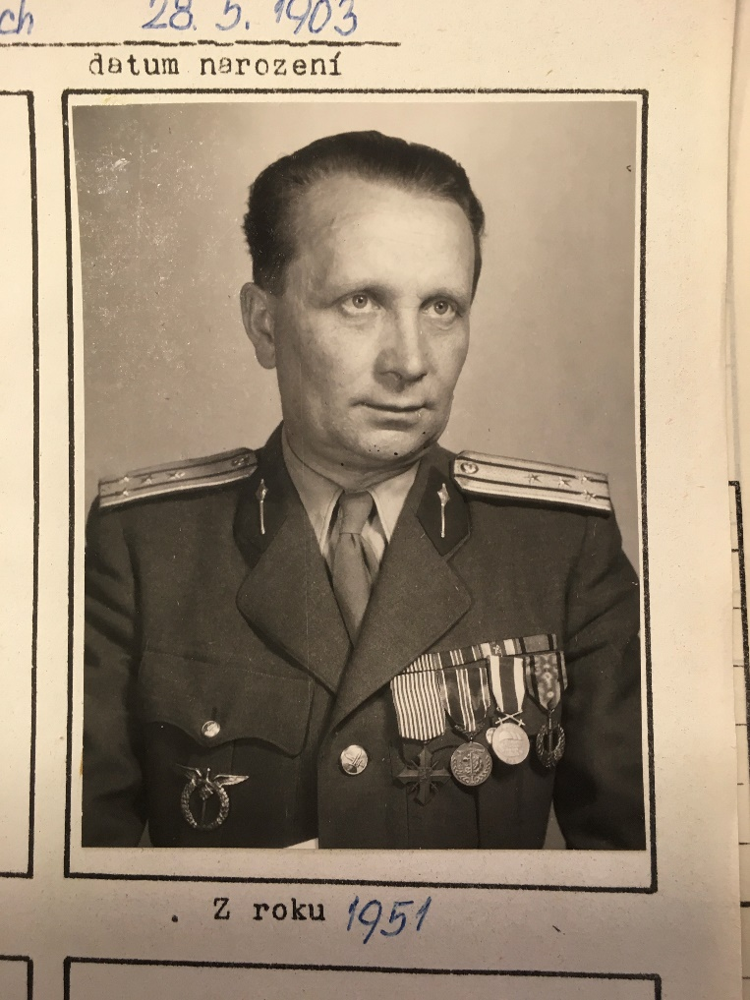 ch 28. 5. 1903
datum narození
Z roku 1951